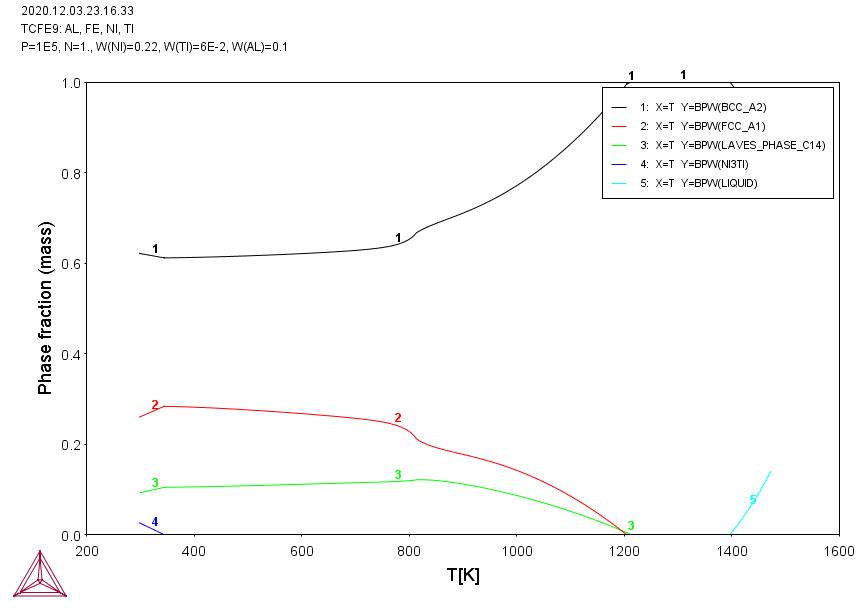 2020.12.03.23.16.33
TCFE9: AL, FE, NI, TI
P=1E5, N=1., W(NI)=0.22, W(TI)=6E-2, W(AL)=0.1
1 1
1.0
1: X=T Y=BPW(BCC_A2)
2: X=T Y=BPW(FCC_A1)
3: X=T Y=BPW(LAVES_PHASE_C14)
4: X=T Y=BPW(NI3TI)
5: X=T Y=BPW(LIQUID)
0.8
1 1
0.6
Phase fraction (mass)
0.4
2 2
0.2
3 3
5
4 3
0.0
200 400 600 800 1000 1200 1400 1600
T[K]